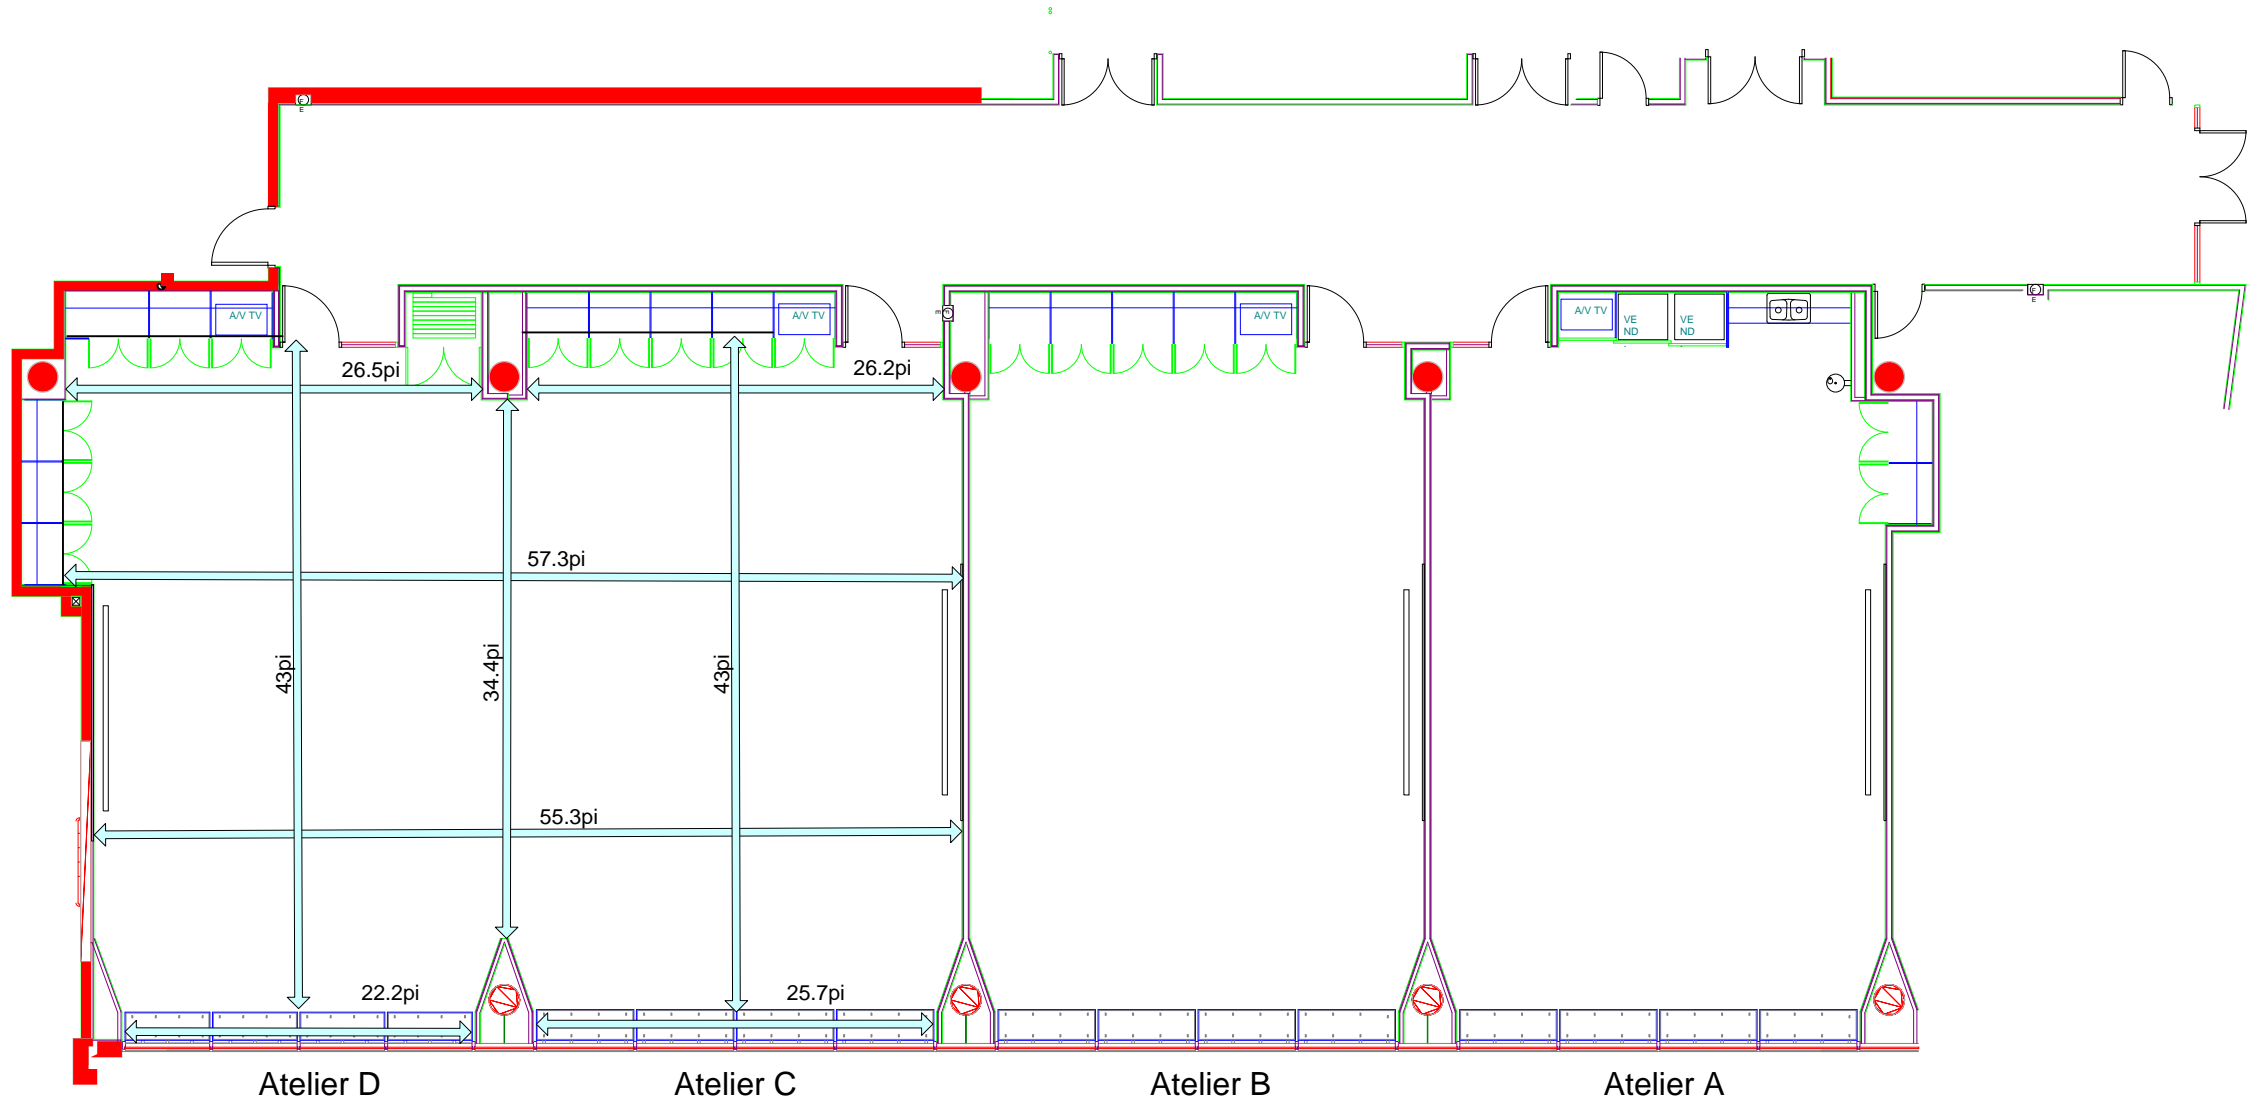 F
E
A/V TV
A/V TV
m
F
A/V TV
A/V TV
VE
ND
VE
ND
F
E
26.5pi
26.2pi
57.3pi
43pi
34.4pi
43pi
55.3pi
22.2pi
25.7pi
Atelier D
Atelier C
Atelier B
Atelier A